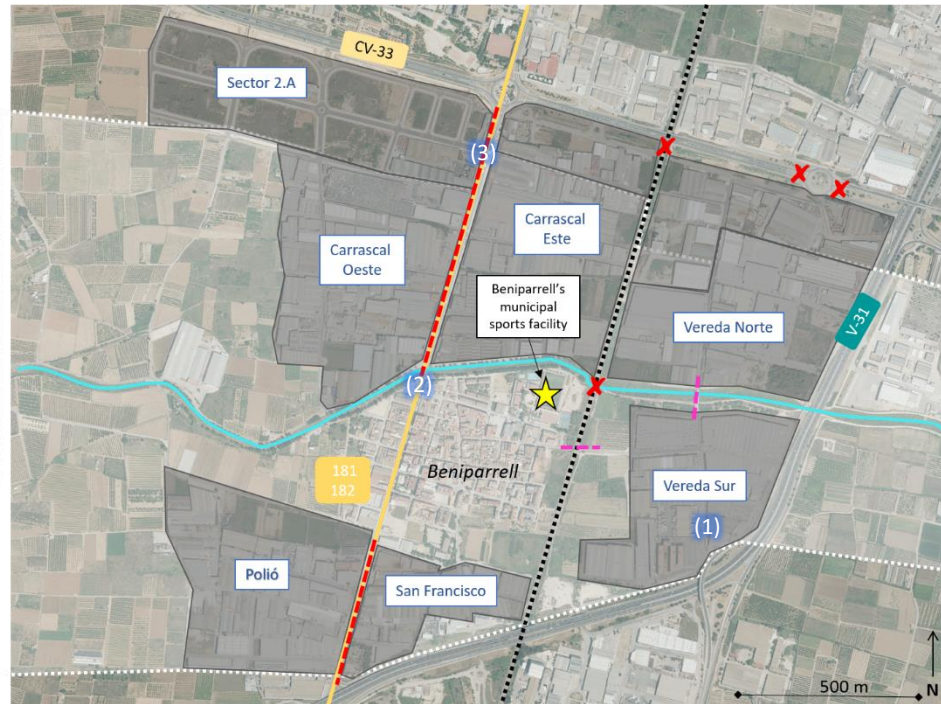 CV-33
Sector 2.A
(3)
Carrascal
Oeste
Carrascal
Este
Beniparrell's
municipal
sports facility
Vereda Norte
V-31
(2)
181
182
Beniparrell
Vereda Sur
(1)
Polió
San Francisco
500 m
N